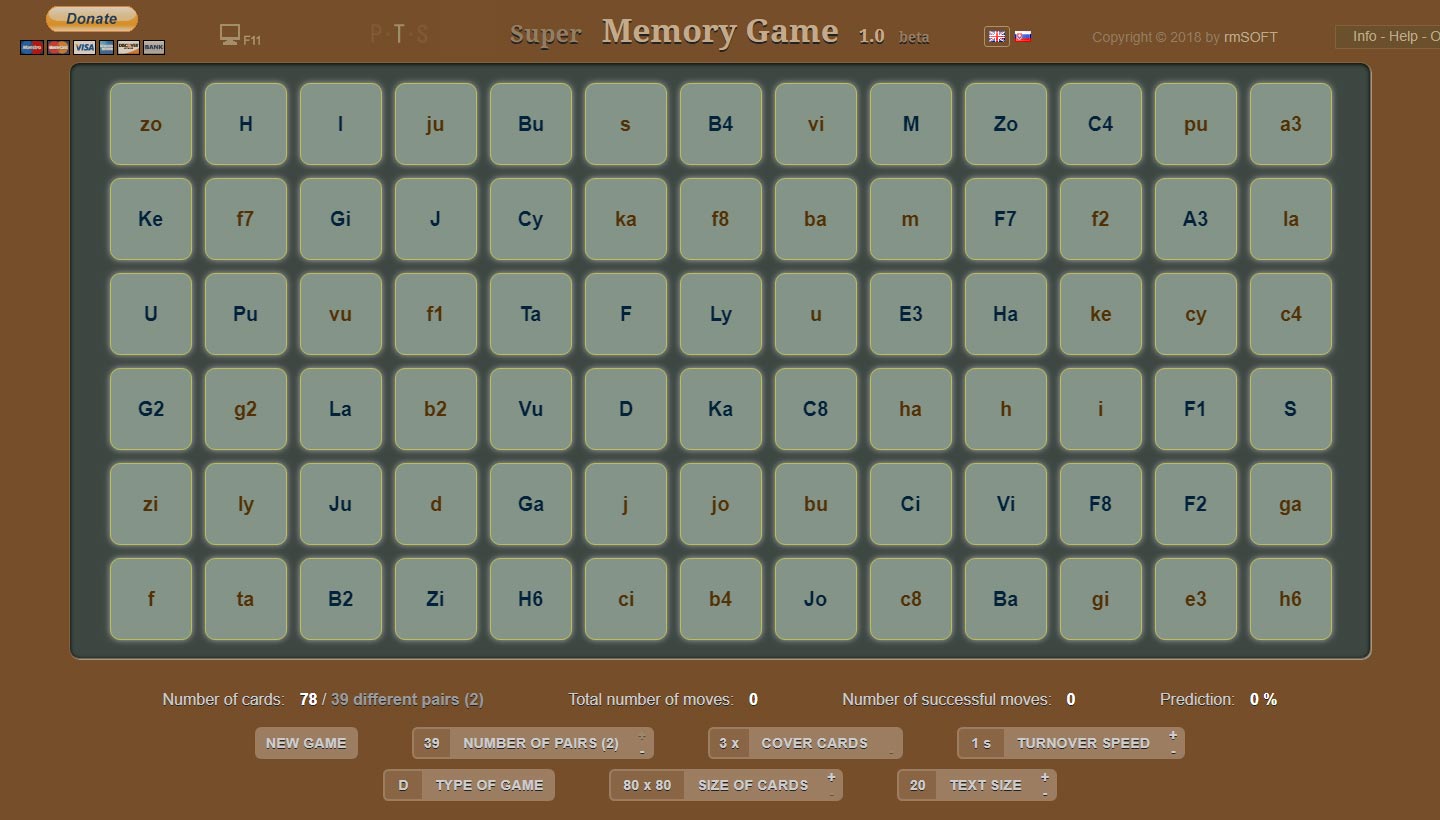 Donate
Maestro MasterCard VISA DISCOVER BANK
F11
P·T·S
Super Memory Game 1.0 beta
Copyright © 2018 by rmSOFT
Info - Help - O
zo H I ju Bu s B4 vi M Zo C4 pu a3
Ke f7 Gi J Cy ka f8 ba m F7 f2 A3 la
U Pu vu f1 Ta F Ly u E3 Ha ke cy c4
G2 g2 La b2 Vu D Ka C8 ha h i F1 S
zi ly Ju d Ga j jo bu Ci Vi F8 F2 ga
f ta B2 Zi H6 ci b4 Jo c8 Ba gi e3 h6
Number of cards: 78 / 39 different pairs (2) Total number of moves: 0 Number of successful moves: 0 Prediction: 0 %
NEW GAME 39 NUMBER OF PAIRS (2) + - 3 x COVER CARDS 1 s TURNOVER SPEED + -
D TYPE OF GAME 80 x 80 SIZE OF CARDS + - 20 TEXT SIZE + -